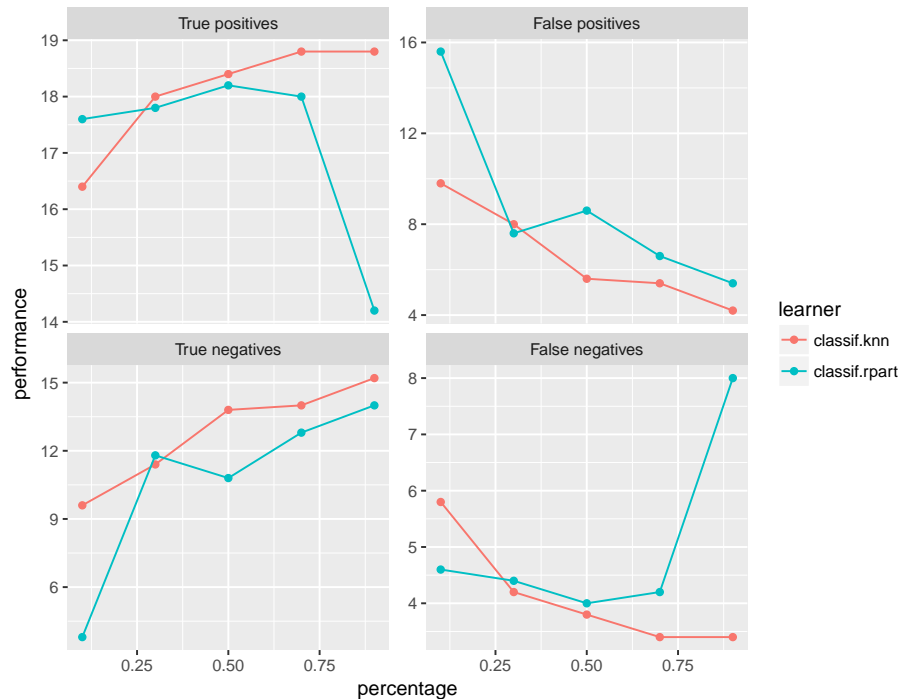 True positives
False positives
19
18
17
16
15
14
16
12
8
4
performance
True negatives
False negatives
15
12
9
6
8
7
6
5
4
0.25 0.50 0.75
0.25 0.50 0.75
percentage
learner
classif.knn
classif.rpart